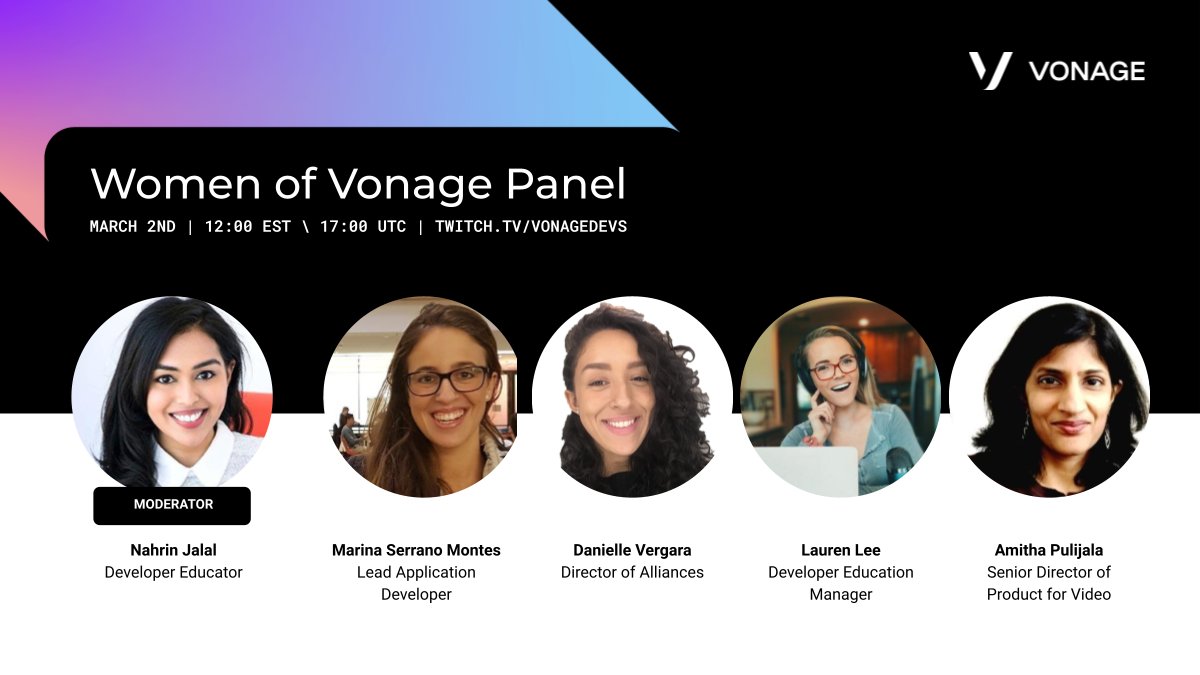 VONAGE
Women of Vonage Panel
MARCH 2ND | 12:00 EST \ 17:00 UTC | TWITCH.TV/VONAGEDEVS
MODERATOR
Nahrin Jalal
Developer Educator
Marina Serrano Montes
Lead Application
Developer
Danielle Vergara
Director of Alliances
Lauren Lee
Developer Education
Manager
Amitha Pulijala
Senior Director of
Product for Video